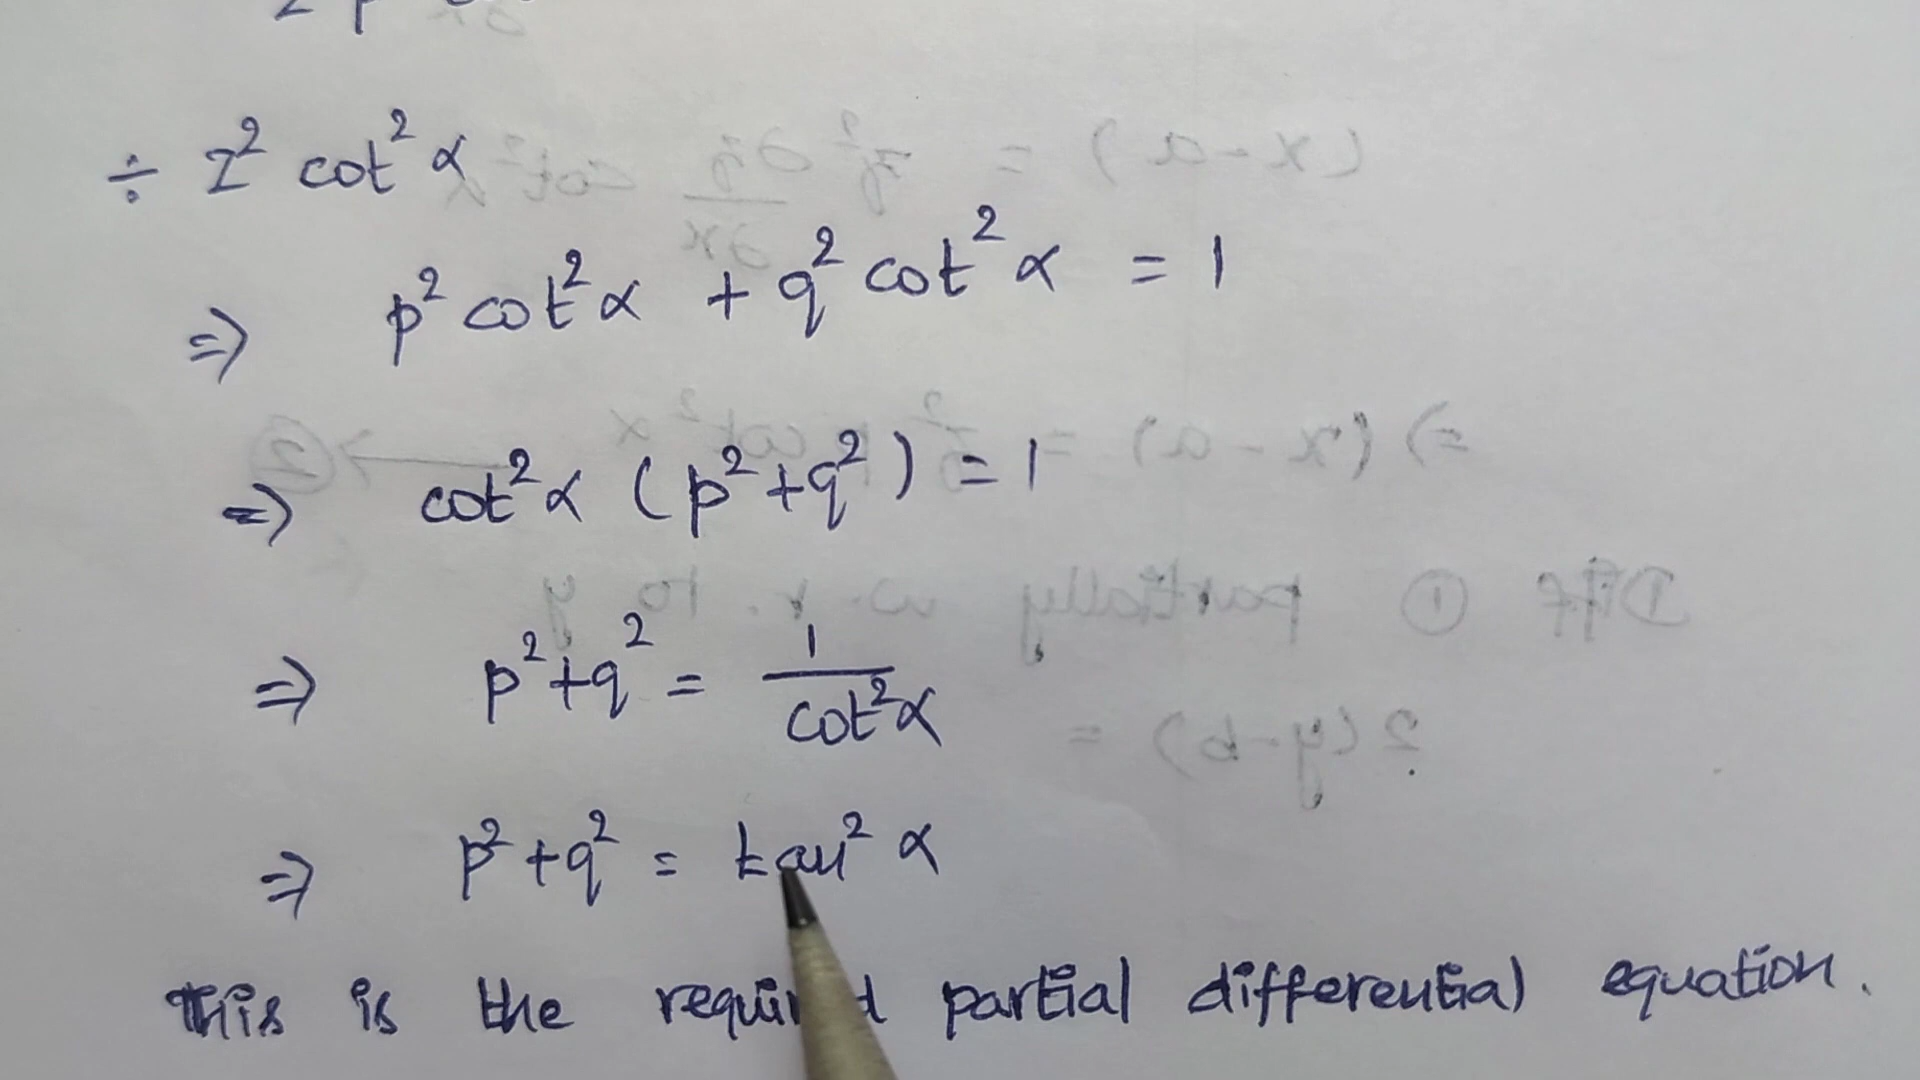 ÷ z² cot² α
⇒ p² cot² α + q² cot² α = 1
⇒ cot² α (p² + q²) = 1
⇒ p² + q² = 1 / cot² α
⇒ p² + q² = tan² α
This is the required partial differential equation.